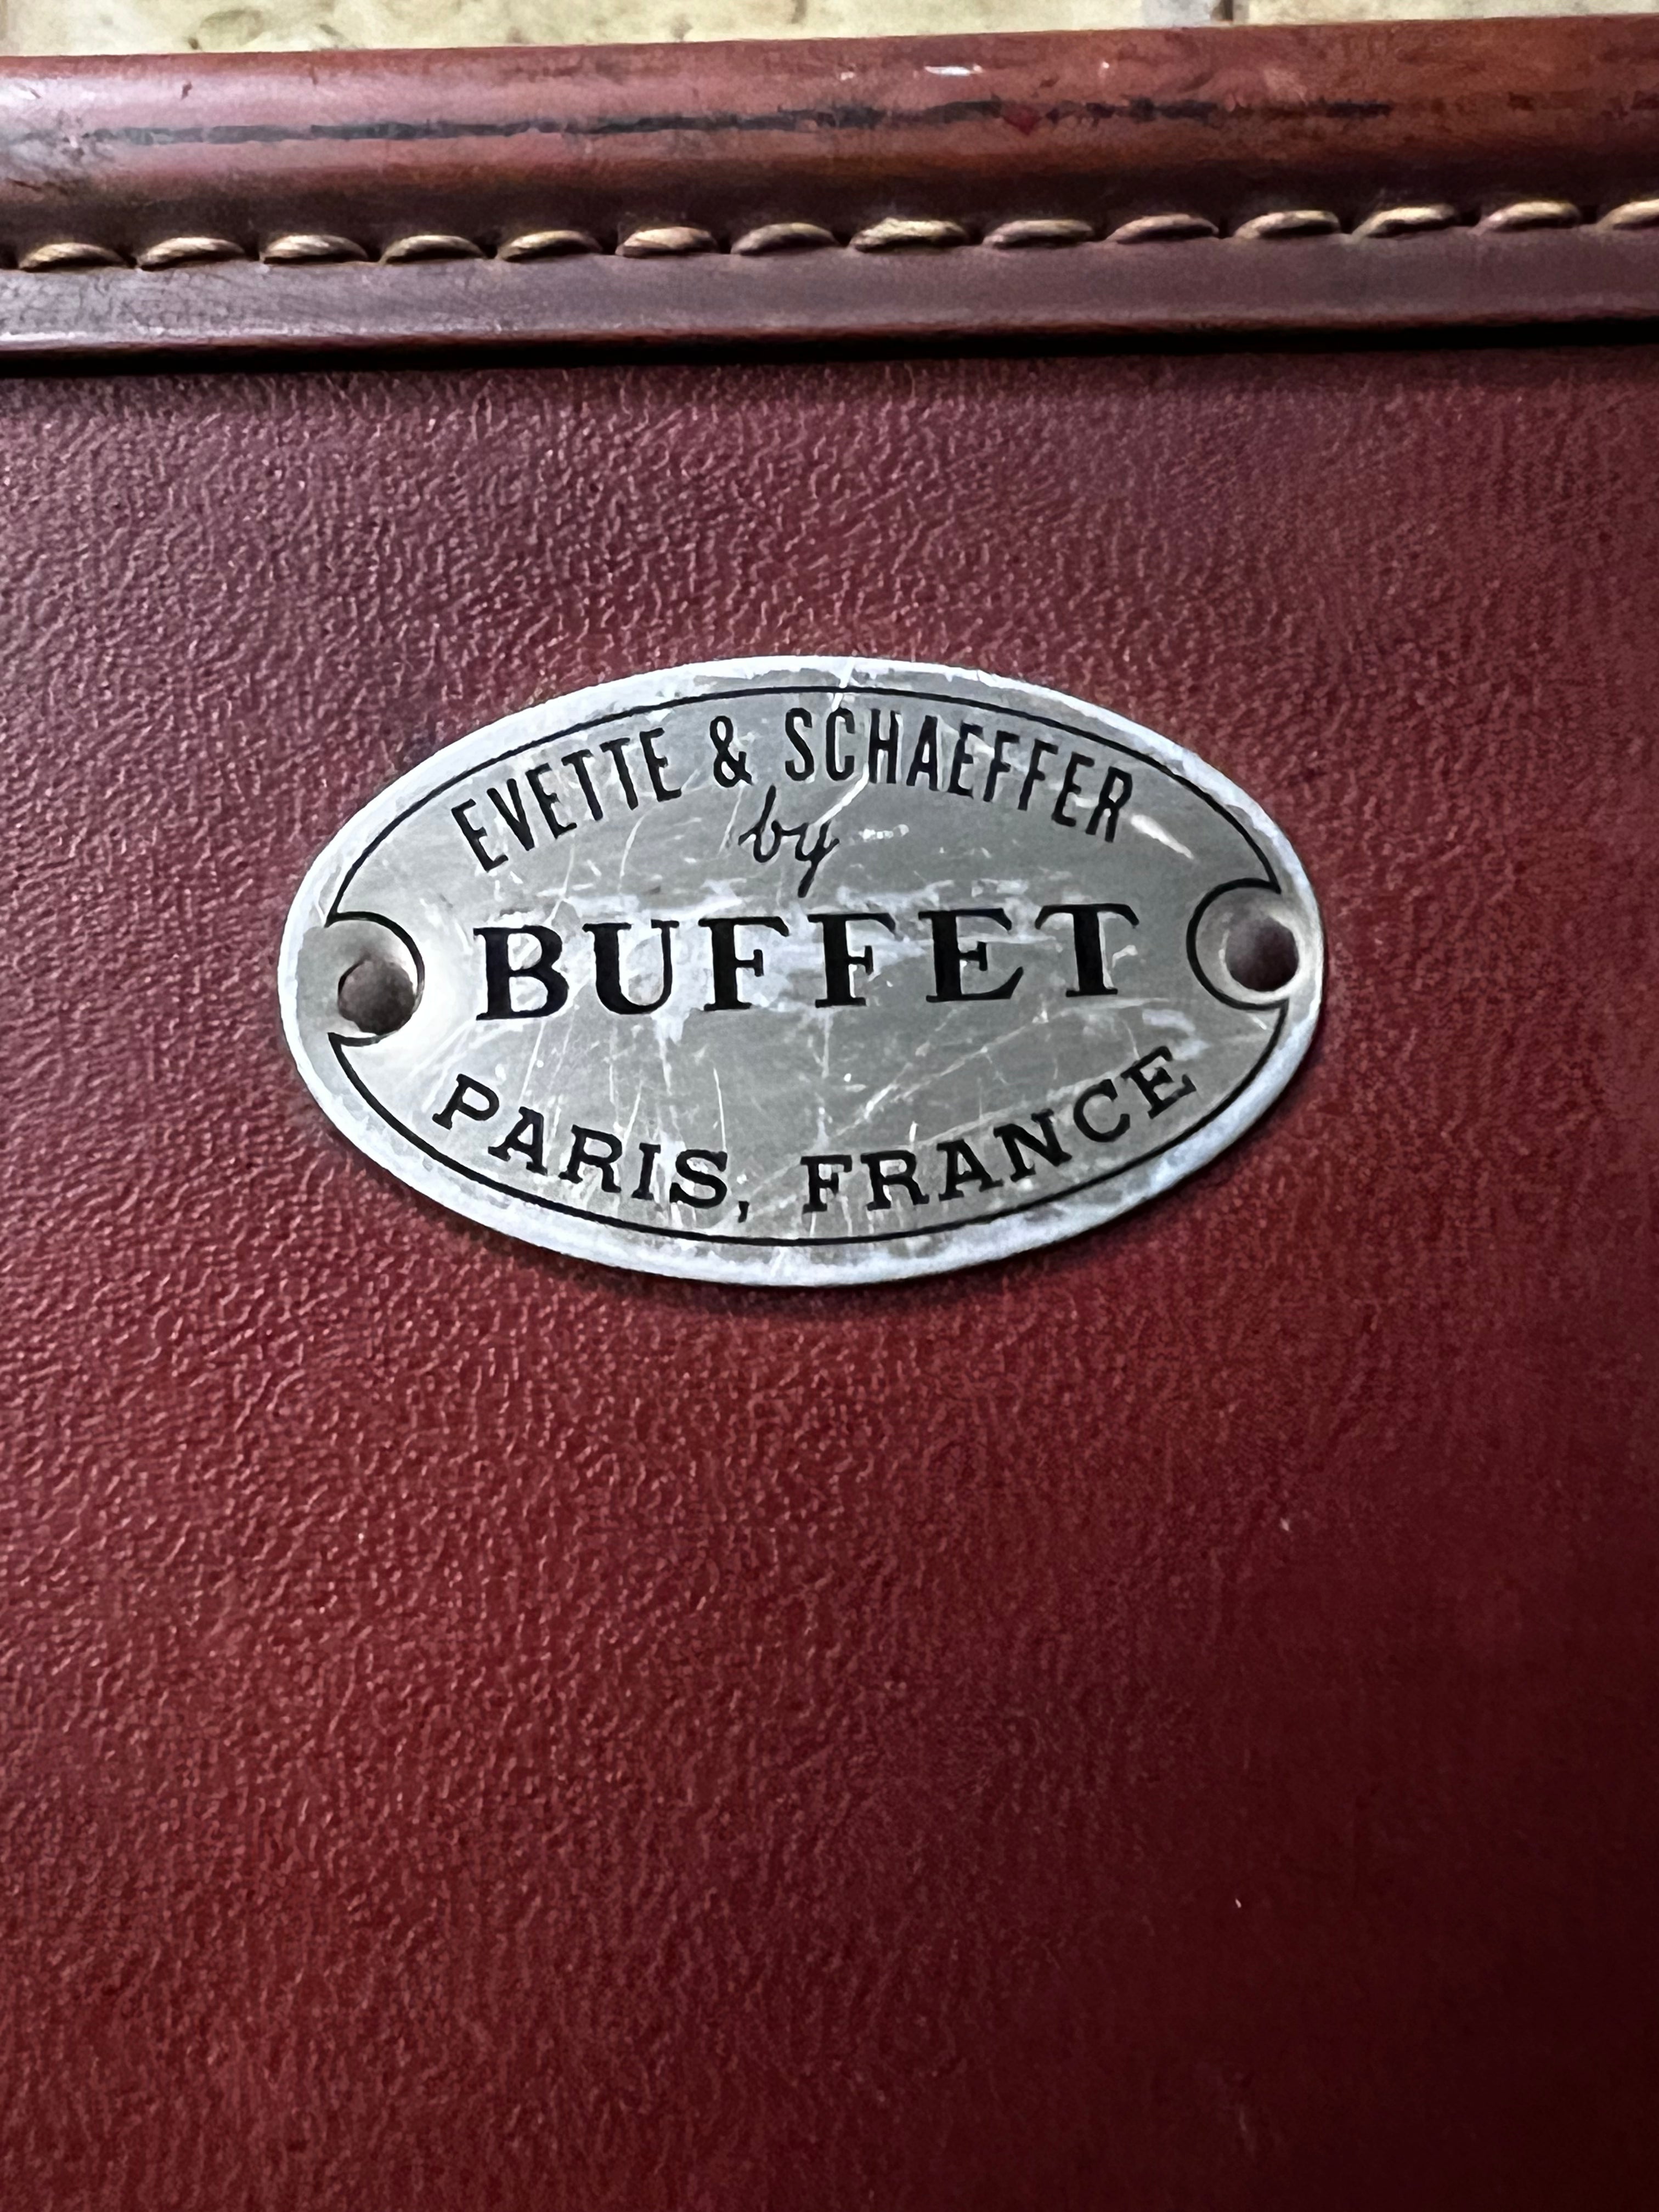 EVETTE & SCHAEFFER
by
BUFFET
PARIS, FRANCE